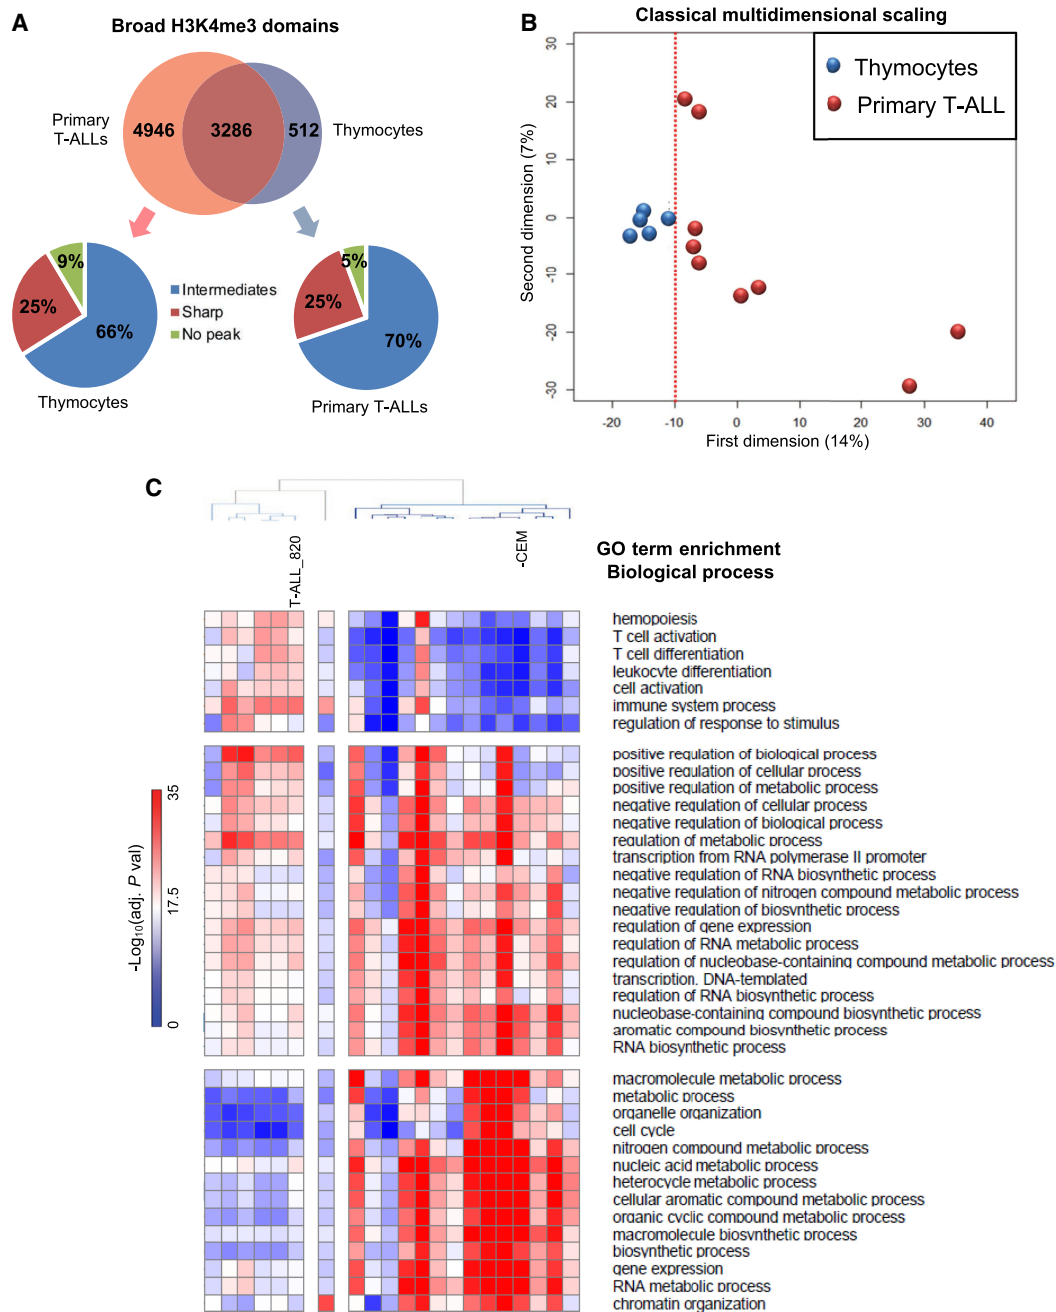 A
Broad H3K4me3 domains
Primary
T-ALLs
4946
3286
512
Thymocytes
9%
25%
66%
Thymocytes
Intermediates
Sharp
No peak
5%
25%
70%
Primary T-ALLs
B
Classical multidimensional scaling
Thymocytes
Primary T-ALL
Second dimension (7%)
30
20
10
0
-10
-20
-30
-20
-10
0
10
20
30
40
First dimension (14%)
C
T-ALL_820
-CEM
GO term enrichment
Biological process
hemopoiesis
T cell activation
T cell differentiation
leukocyte differentiation
cell activation
immune system process
regulation of response to stimulus
positive regulation of biological process
positive regulation of cellular process
positive regulation of metabolic process
negative regulation of cellular process
negative regulation of biological process
regulation of metabolic process
transcription from RNA polymerase II promoter
negative regulation of RNA biosynthetic process
negative regulation of nitrogen compound metabolic process
negative regulation of biosynthetic process
regulation of gene expression
regulation of RNA metabolic process
regulation of nucleobase-containing compound metabolic process
transcription, DNA-templated
regulation of RNA biosynthetic process
nucleobase-containing compound biosynthetic process
aromatic compound biosynthetic process
RNA biosynthetic process
macromolecule metabolic process
metabolic process
organelle organization
cell cycle
nitrogen compound metabolic process
nucleic acid metabolic process
heterocycle metabolic process
cellular aromatic compound metabolic process
organic cyclic compound metabolic process
macromolecule biosynthetic process
biosynthetic process
gene expression
RNA metabolic process
chromatin organization
-Log10(adj. P val)
35
17.5
0